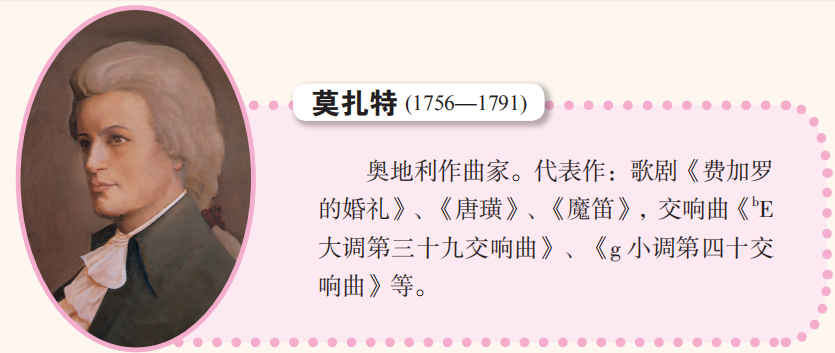 莫扎特 (1756—1791)
奥地利作曲家。代表作：歌剧《费加罗
的婚礼》、《唐璜》、《魔笛》，交响曲《ᵇE
大调第三十九交响曲》、《g 小调第四十交
响曲》等。